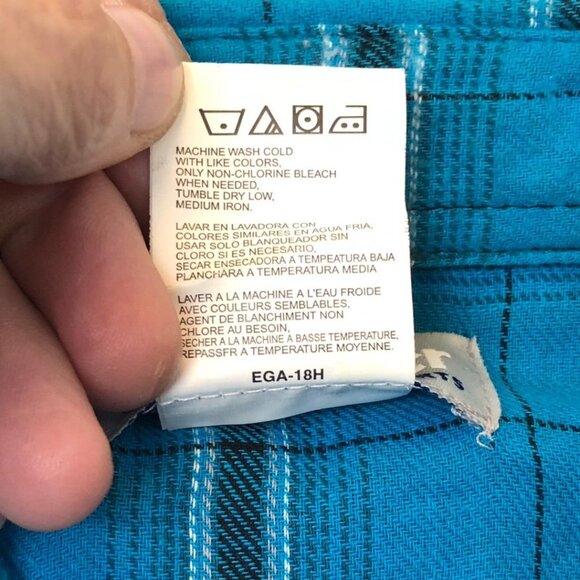 MACHINE WASH COLD
WITH LIKE COLORS,
ONLY NON-CHLORINE BLEACH
WHEN NEEDED,
TUMBLE DRY LOW,
MEDIUM IRON.
LAVAR EN LAVADORA CON
COLORES SIMILARES EN AGUA FRIA,
USAR SOLO BLANQUEADOR SIN
CLORO SI ES NECESARIO,
SECAR ENSECADORA A TEMPEATURA BAJA
PLANCHARA A TEMPERATURA MEDIA
LAVER A LA MACHINE A L'EAU FROIDE
AVEC COULEURS SEMBLABLES,
AGENT DE BLANCHIMENT NON
CHLORE AU BESOIN,
SECHER A LA MACHINE A BASSE TEMPERATURE,
REPASSFR A TEMPERATURE MOYENNE.
EGA-18H